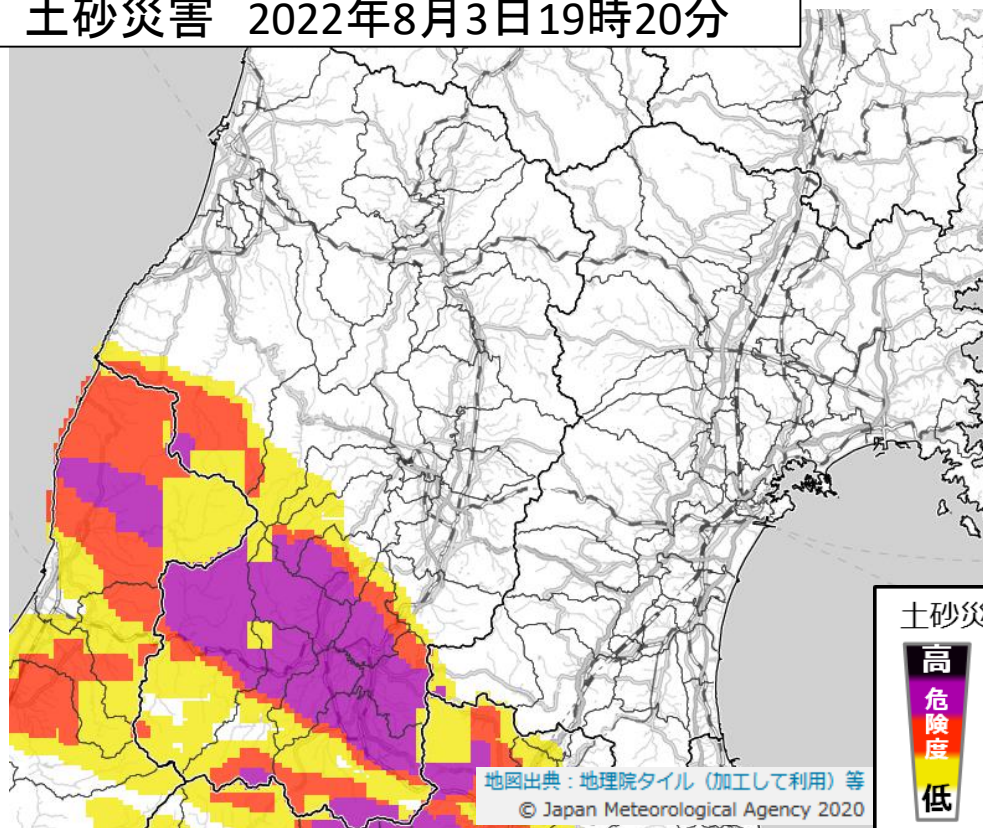 土砂災害 2022年8月3日19時20分
土砂災
高
危険度
低
地図出典：地理院タイル（加工して利用）等
© Japan Meteorological Agency 2020